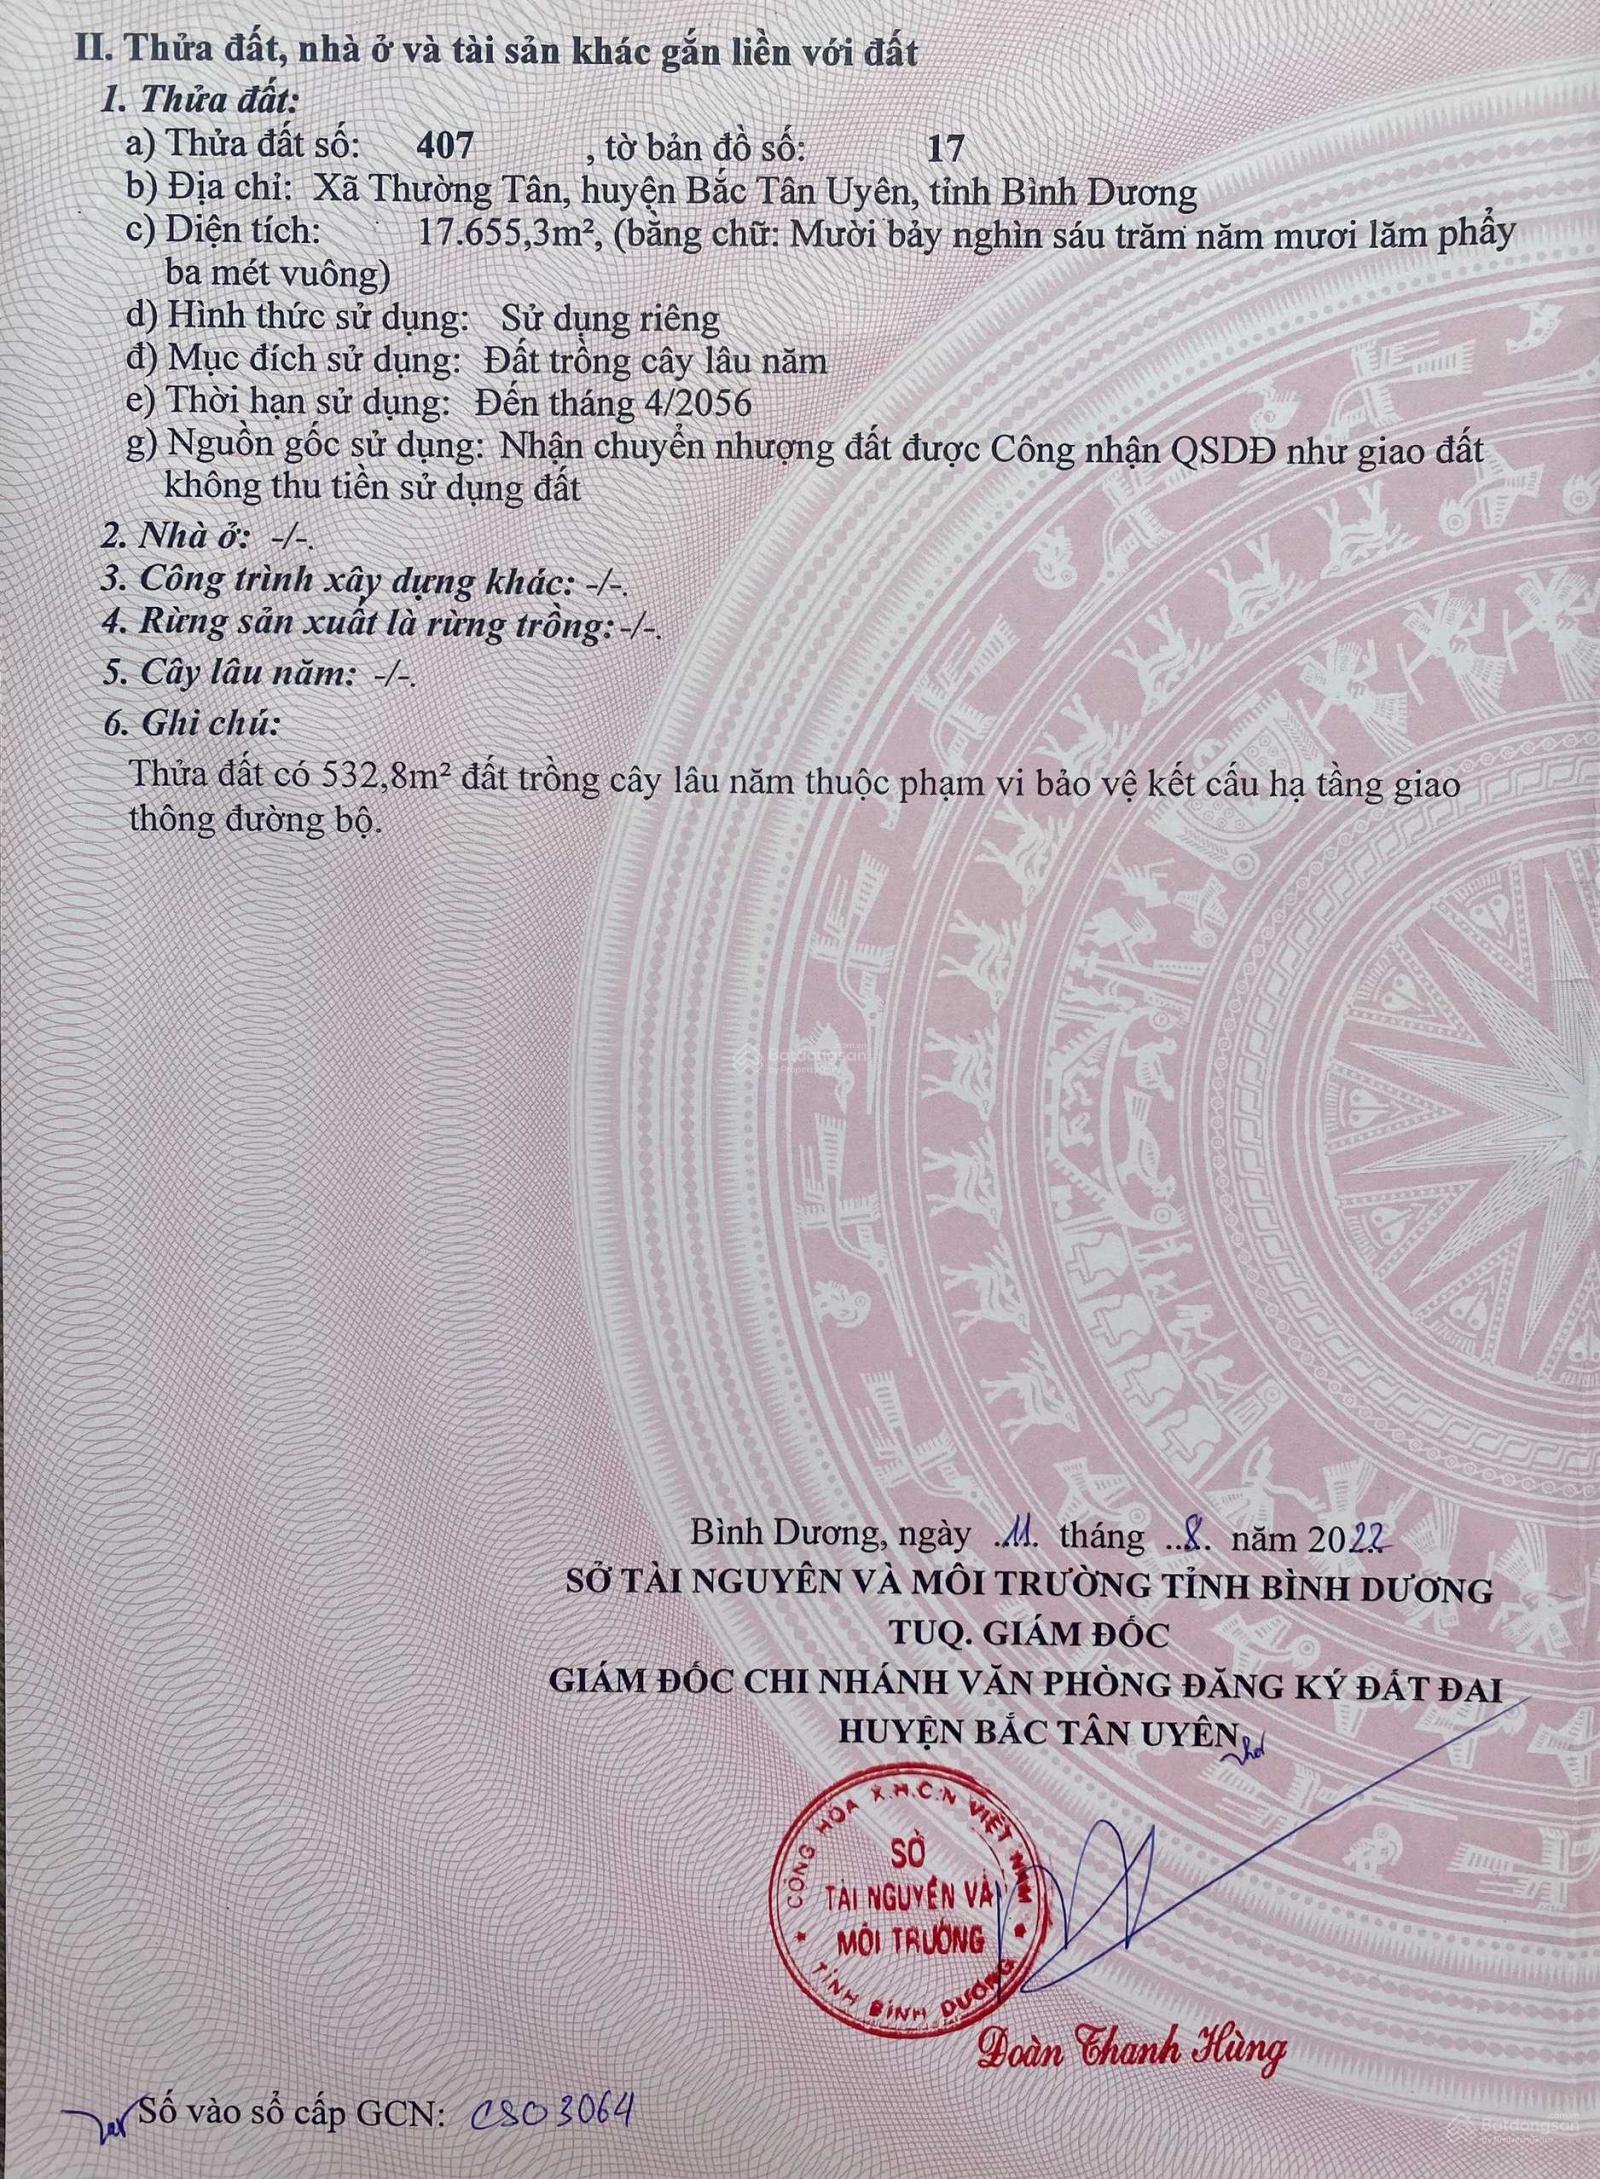 II. Thửa đất, nhà ở và tài sản khác gắn liền với đất
1. Thửa đất:
a) Thửa đất số: 407 , tờ bản đồ số: 17
b) Địa chỉ: Xã Thường Tân, huyện Bắc Tân Uyên, tỉnh Bình Dương
c) Diện tích: 17.655,3m², (bằng chữ: Mười bảy nghìn sáu trăm năm mươi lăm phẩy
ba mét vuông)
d) Hình thức sử dụng: Sử dụng riêng
đ) Mục đích sử dụng: Đất trồng cây lâu năm
e) Thời hạn sử dụng: Đến tháng 4/2056
g) Nguồn gốc sử dụng: Nhận chuyển nhượng đất được Công nhận QSDĐ như giao đất
không thu tiền sử dụng đất
2. Nhà ở: -/-.
3. Công trình xây dựng khác: -/-.
4. Rừng sản xuất là rừng trồng: -/-.
5. Cây lâu năm: -/-.
6. Ghi chú:
Thửa đất có 532,8m² đất trồng cây lâu năm thuộc phạm vi bảo vệ kết cấu hạ tầng giao
thông đường bộ.
Batdongsan.com.vn
by PropertyGuru
Bình Dương, ngày .11. tháng ..8. năm 2022
SỞ TÀI NGUYÊN VÀ MÔI TRƯỜNG TỈNH BÌNH DƯƠNG
TUQ. GIÁM ĐỐC
GIÁM ĐỐC CHI NHÁNH VĂN PHÒNG ĐĂNG KÝ ĐẤT ĐAI
HUYỆN BẮC TÂN UYÊN
CỘNG HÒA X.H.C.N VIỆT NAM
SỞ
TÀI NGUYÊN VÀ
MÔI TRƯỜNG
TỈNH BÌNH DƯƠNG
Đoàn Thanh Hùng
Số vào sổ cấp GCN: CS03064
Batdongsan.com.vn
by PropertyGuru